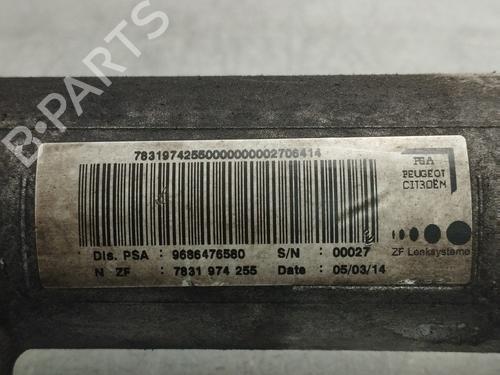 B-PARTS
78319742550000000002706414
PSA
PEUGEOT
CITROËN
Dis. PSA : 9686476580 S/N : 00027
ZF Lenksysteme
N ZF : 7831 974 255 Date : 05/03/14